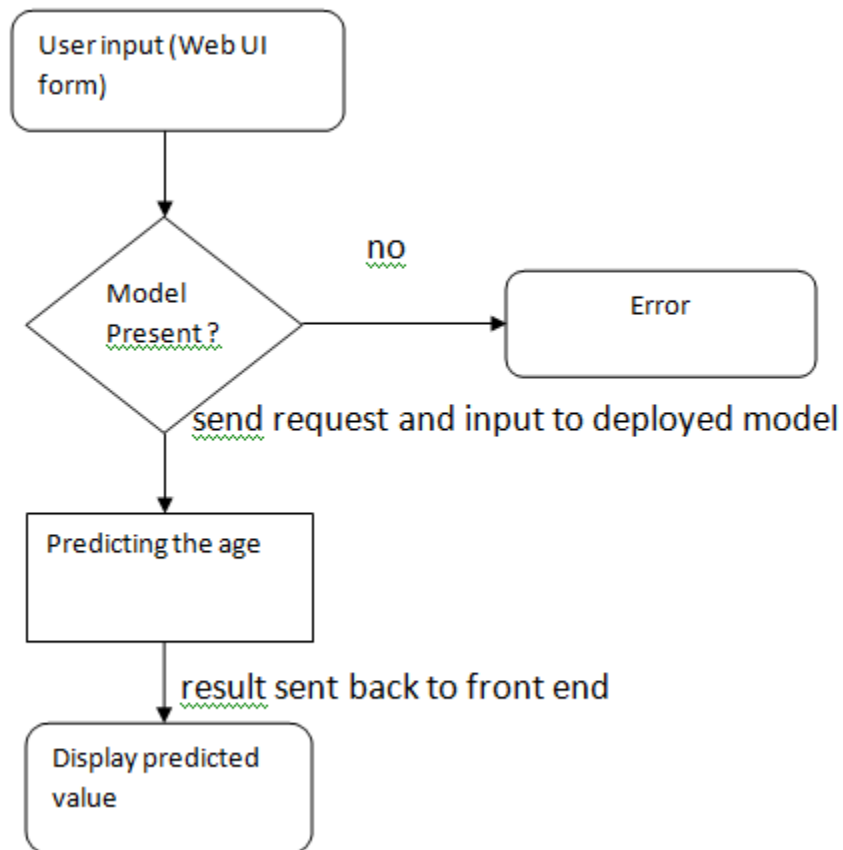 User input (Web UI
form)
no
Model
Present ?
Error
send request and input to deployed model
Predicting the age
result sent back to front end
Display predicted
value